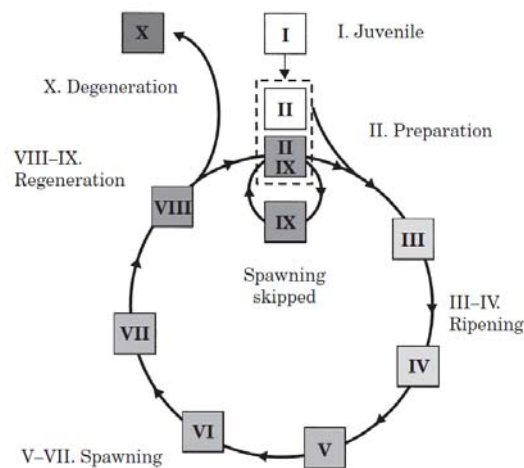 X
I
I. Juvenile
X. Degeneration
II
II. Preparation
VIII–IX.
Regeneration
II
IX
VIII
IX
III
Spawning
skipped
III–IV.
Ripening
VII
IV
VI
V
V–VII. Spawning